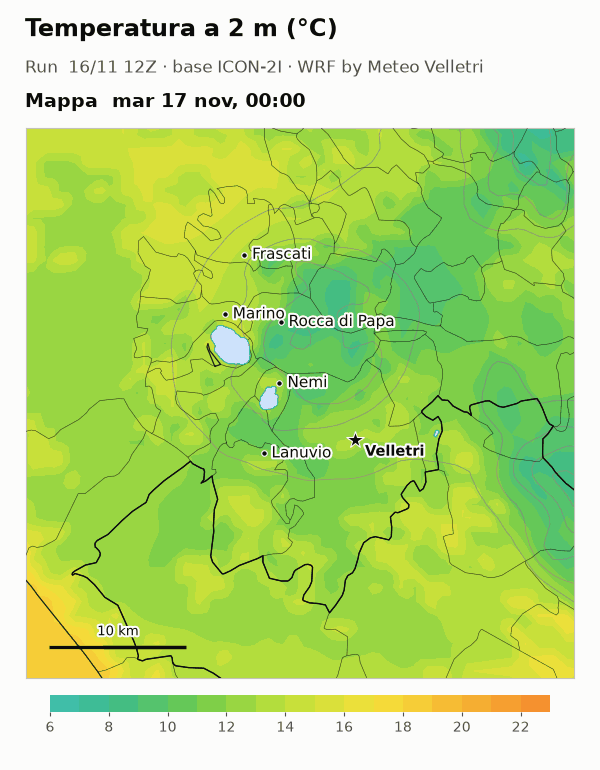 Temperatura a 2 m (°C)
Run  16/11 12Z · base ICON-2I · WRF by Meteo Velletri
Mappa  mar 17 nov, 00:00
Frascati
Marino
Rocca di Papa
Nemi
Velletri
Lanuvio
10 km
6 8 10 12 14 16 18 20 22